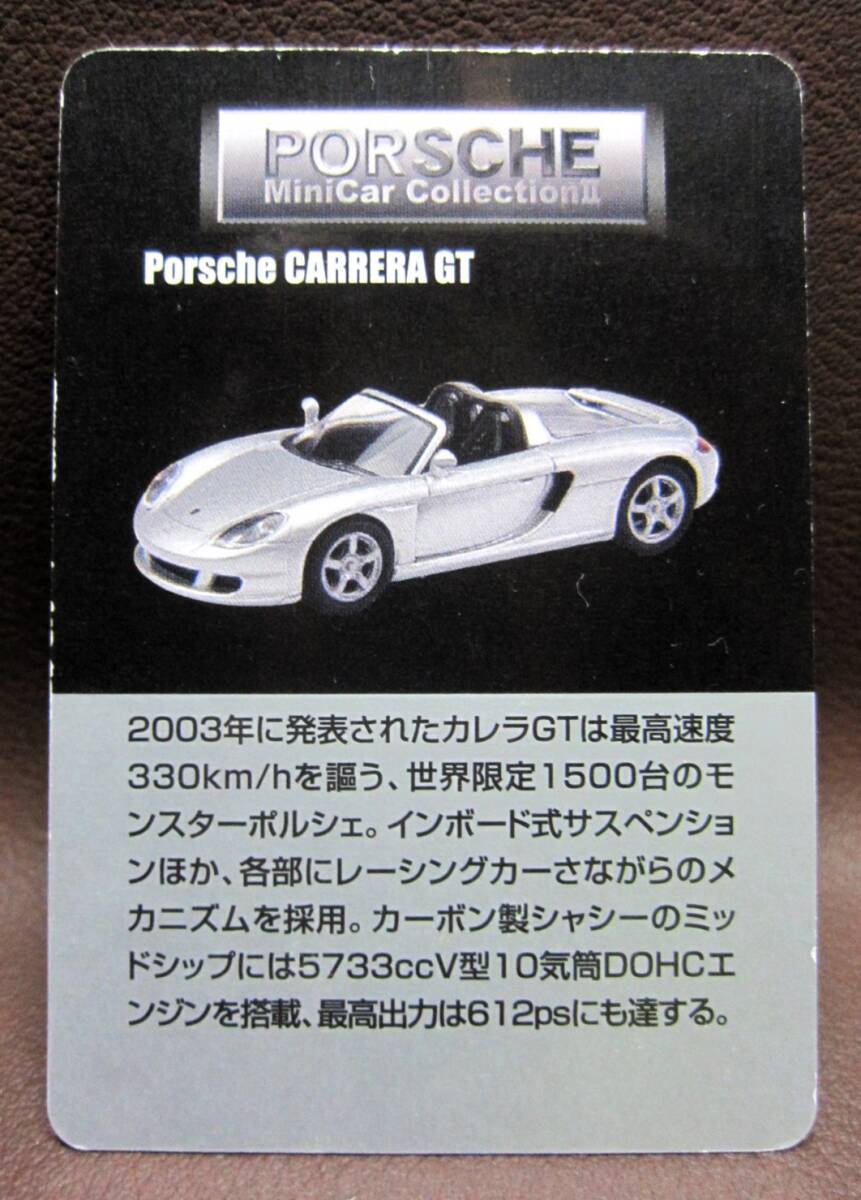 PORSCHE
MiniCar CollectionⅡ
Porsche CARRERA GT
2003年に発表されたカレラGTは最高速度
330km/hを謳う、世界限定1500台のモ
ンスターポルシェ。インボード式サスペンショ
ンほか、各部にレーシングカーさながらのメ
カニズムを採用。カーボン製シャシーのミッ
ドシップには5733ccV型10気筒DOHCエ
ンジンを搭載、最高出力は612psにも達する。